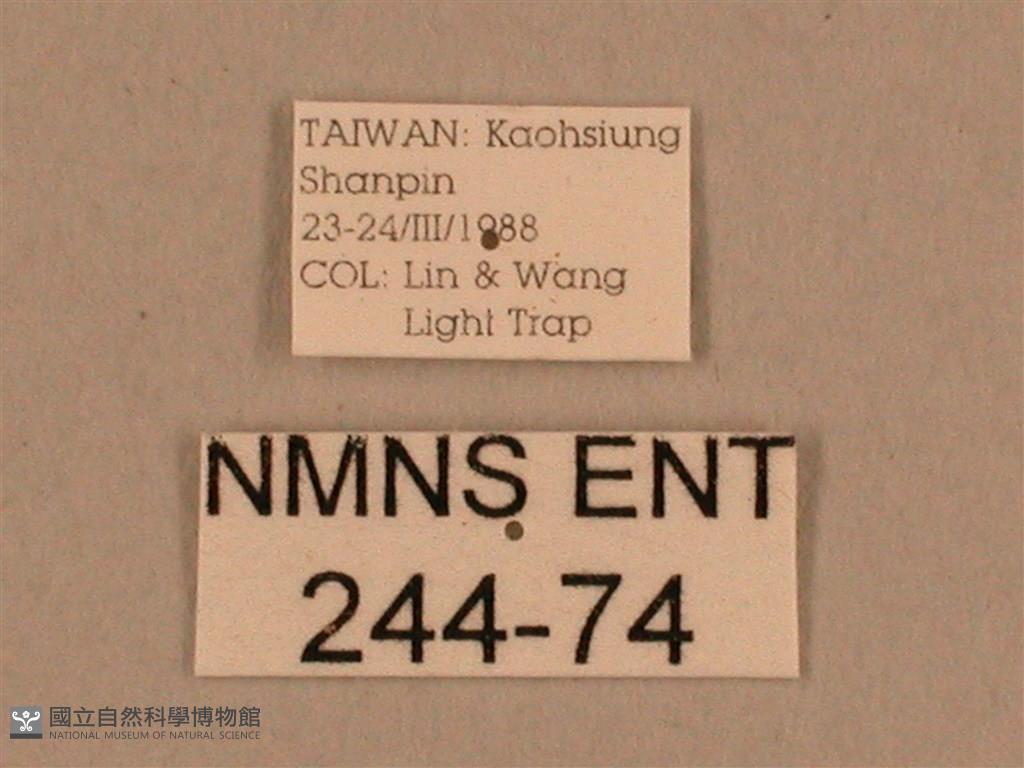 TAIWAN: Kaohsiung
Shanpin
23-24/III/1988
COL: Lin & Wang
Light Trap
NMNS ENT
244-74
國立自然科學博物館
NATIONAL MUSEUM OF NATURAL SCIENCE